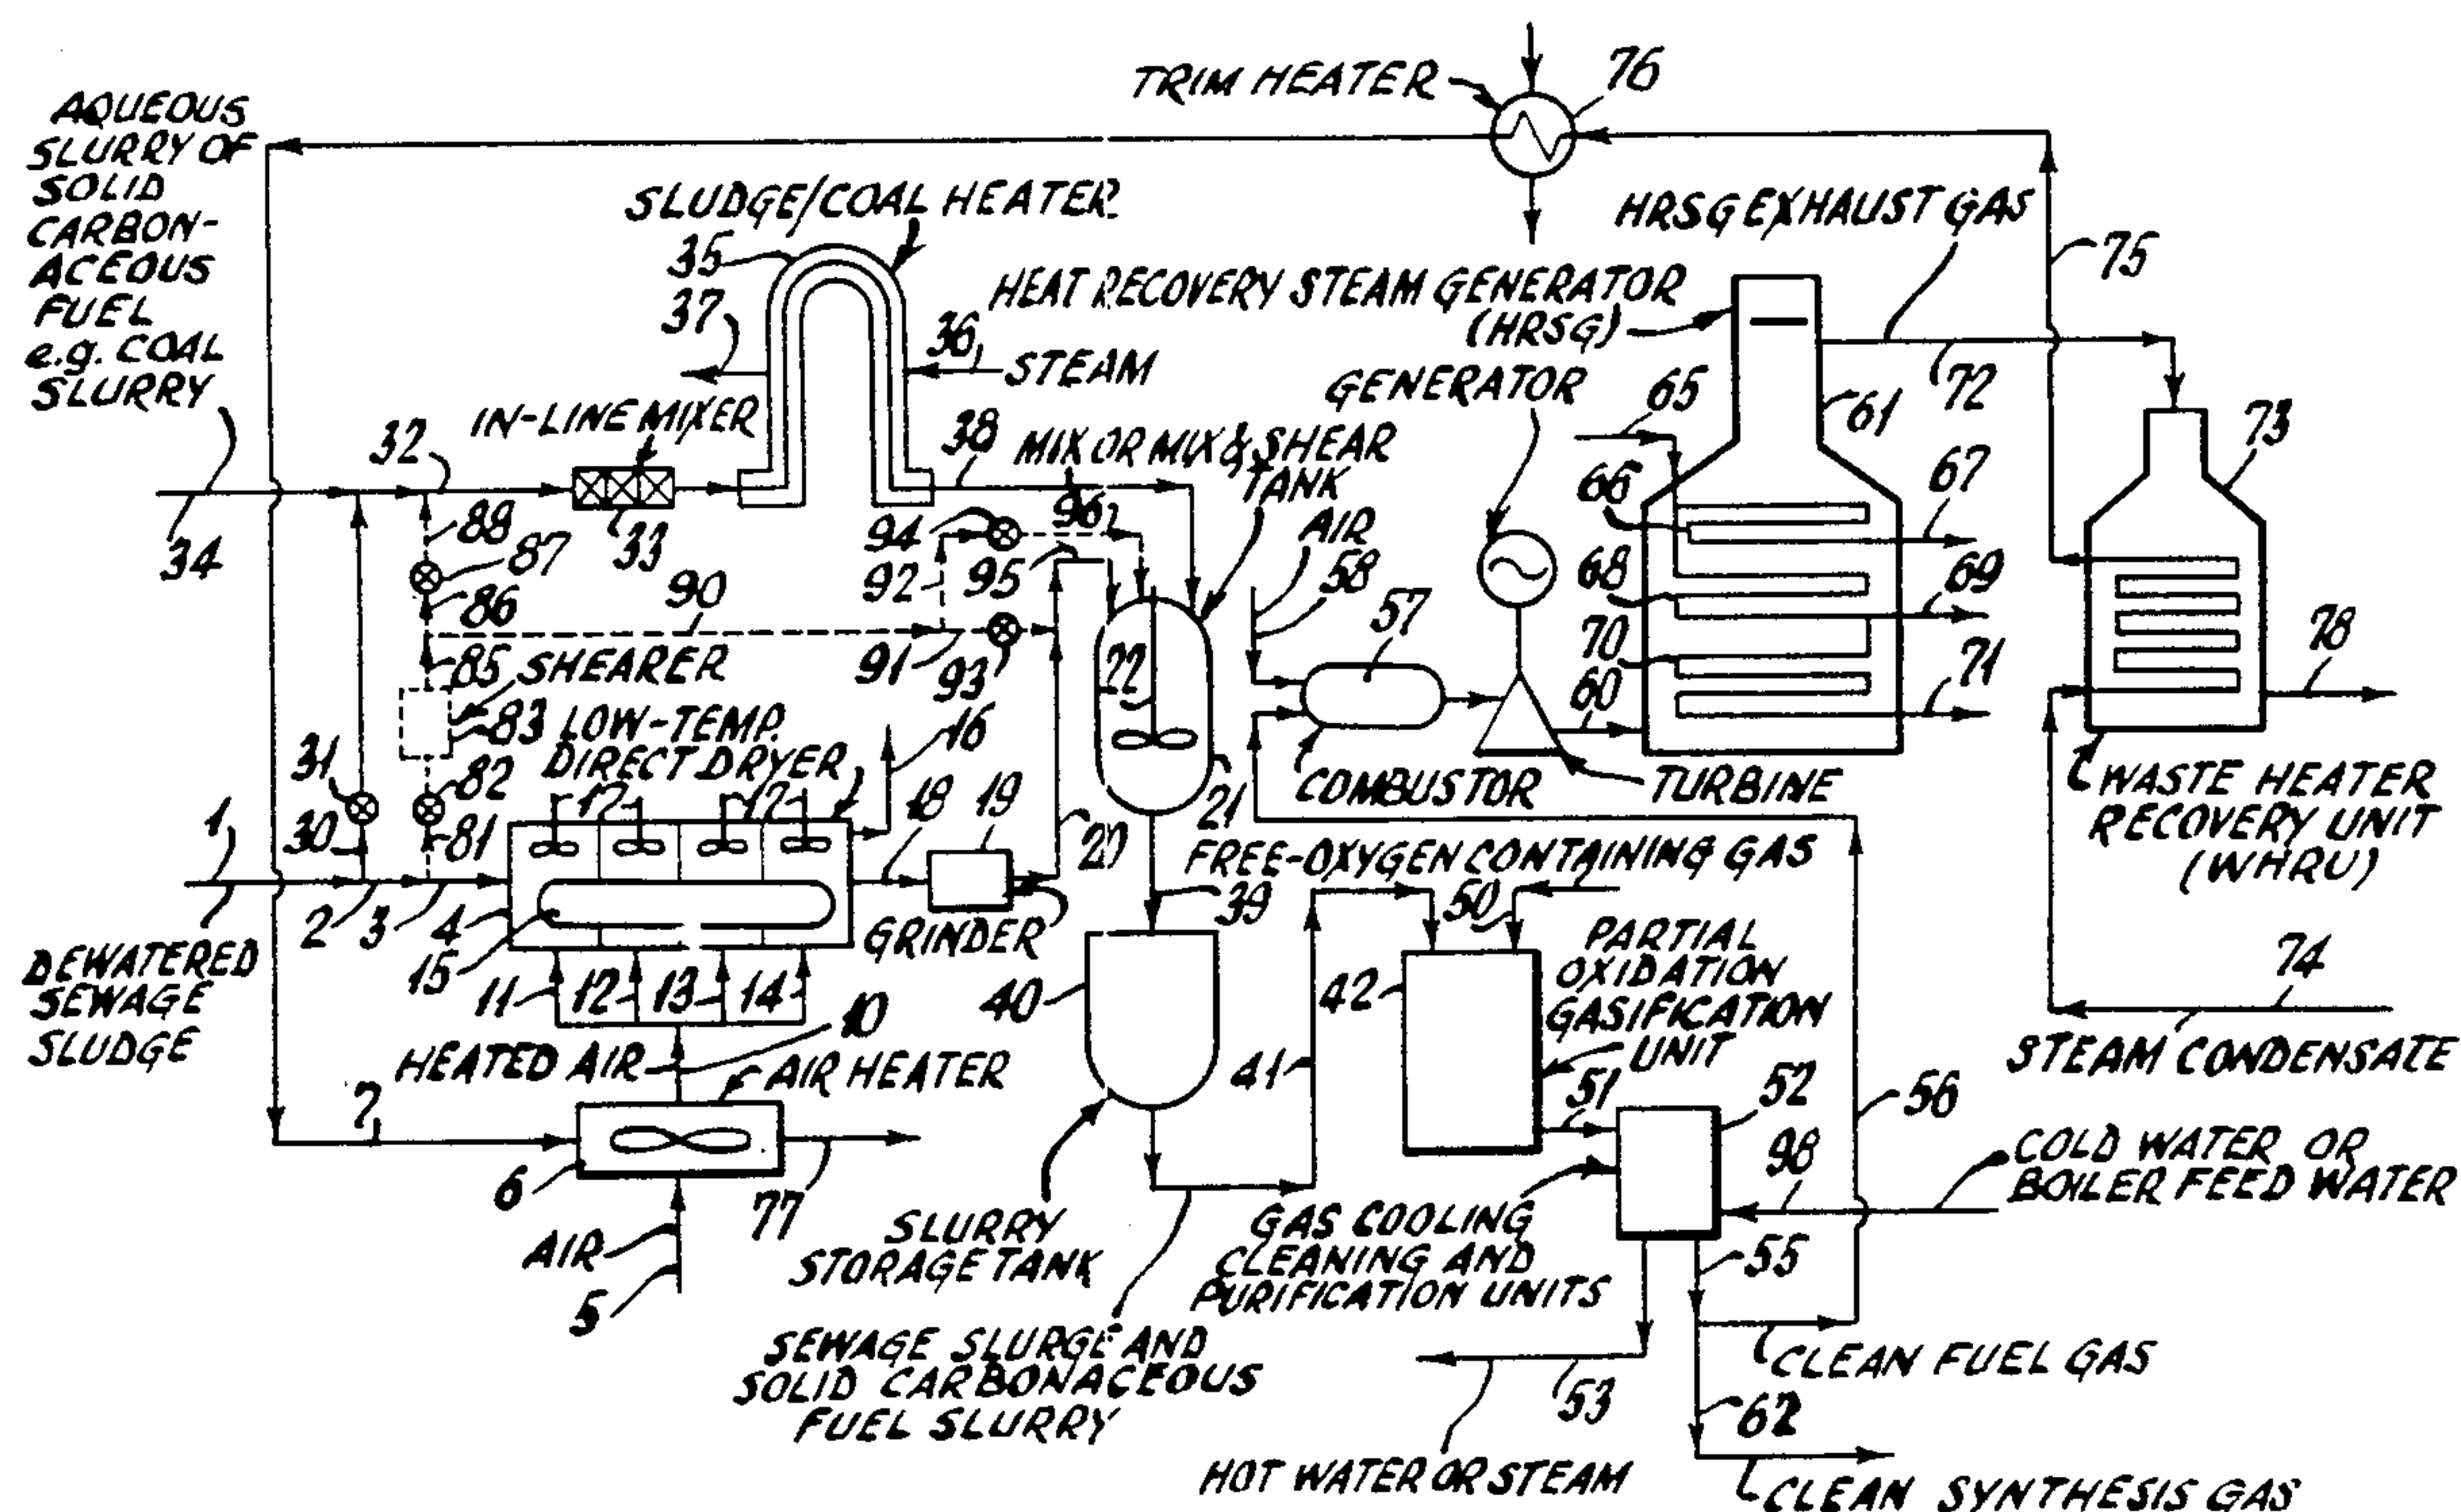 AQUEOUS
SLURRY OF
SOLID
CARBON-
ACEOUS
FUEL
e.g. COAL
SLURRY
34
TRIM HEATER
76
SLUDGE/COAL HEATER
35
37
36
STEAM
HEAT RECOVERY STEAM GENERATOR
(HRSG)
HRSG EXHAUST GAS
75
72
61
73
GENERATOR
65
66
67
68
69
70
71
60
78
IN-LINE MIXER
32
33
38
MIX OR MIX & SHEAR
TANK
88
87
86
90
94
96
92
95
91
93
85
SHEARER
83
82
81
31
30
AIR
58
57
22
21
COMBUSTOR
TURBINE
WASTE HEATER
RECOVERY UNIT
(WHRU)
LOW-TEMP.
DIRECT DRYER
16
17
17
18
19
20
1
2
3
4
15
GRINDER
DEWATERED
SEWAGE
SLUDGE
11
12
13
14
10
HEATED AIR
AIR HEATER
7
6
77
AIR
5
39
40
41
SLURRY
STORAGE TANK
SEWAGE SLURGE AND
SOLID CARBONACEOUS
FUEL SLURRY
FREE-OXYGEN CONTAINING GAS
50
42
PARTIAL
OXIDATION
GASIFICATION
UNIT
51
52
56
74
STEAM CONDENSATE
98
COLD WATER OR
BOILER FEED WATER
GAS COOLING
CLEANING AND
PURIFICATION UNITS
55
53
HOT WATER OR STEAM
CLEAN FUEL GAS
62
CLEAN SYNTHESIS GAS